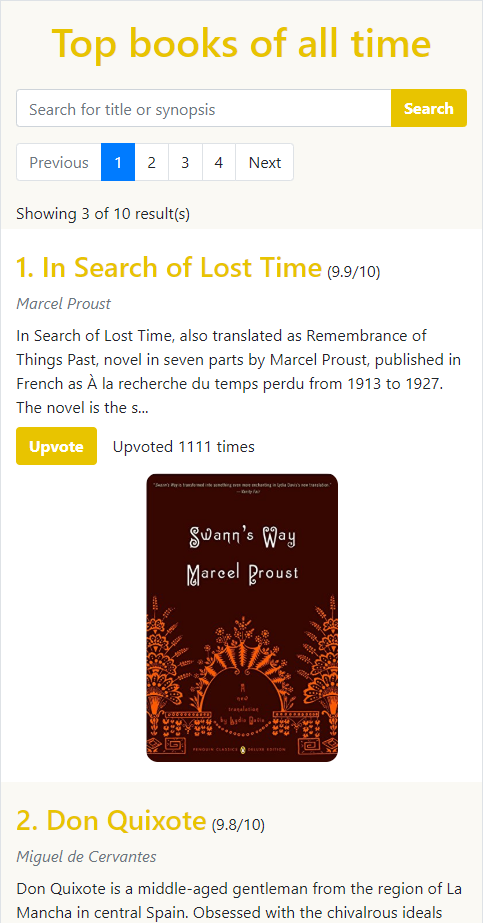 Top books of all time
Search for title or synopsis
Search
Previous 1 2 3 4 Next
Showing 3 of 10 result(s)
1. In Search of Lost Time (9.9/10)
Marcel Proust
In Search of Lost Time, also translated as Remembrance of
Things Past, novel in seven parts by Marcel Proust, published in
French as À la recherche du temps perdu from 1913 to 1927.
The novel is the s...
Upvote Upvoted 1111 times
"Swann's Way is transformed into something even more enchanting in Lydia Davis's new translation."
— Vanity Fair
Swann's Way
Marcel Proust
A
new
translation
by Lydia Davis
PENGUIN CLASSICS DELUXE EDITION
2. Don Quixote (9.8/10)
Miguel de Cervantes
Don Quixote is a middle-aged gentleman from the region of La
Mancha in central Spain. Obsessed with the chivalrous ideals